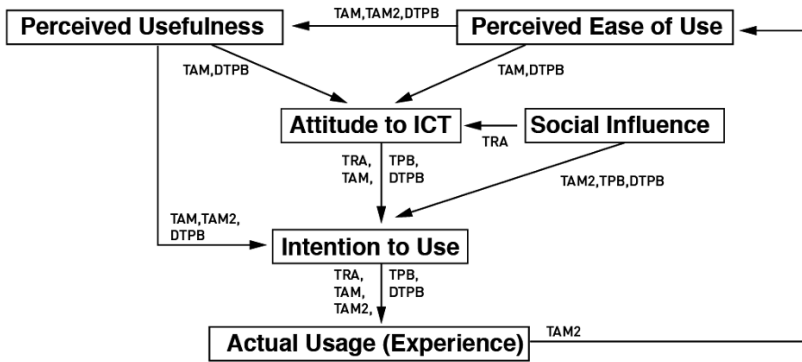 TAM,TAM2,DTPB
Perceived Usefulness
Perceived Ease of Use
TAM,DTPB
TAM,DTPB
Attitude to ICT
Social Influence
TRA
TRA,
TPB,
TAM,
DTPB
TAM2,TPB,DTPB
TAM,TAM2,
DTPB
Intention to Use
TRA,
TPB,
TAM,
DTPB
TAM2,
Actual Usage (Experience)
TAM2